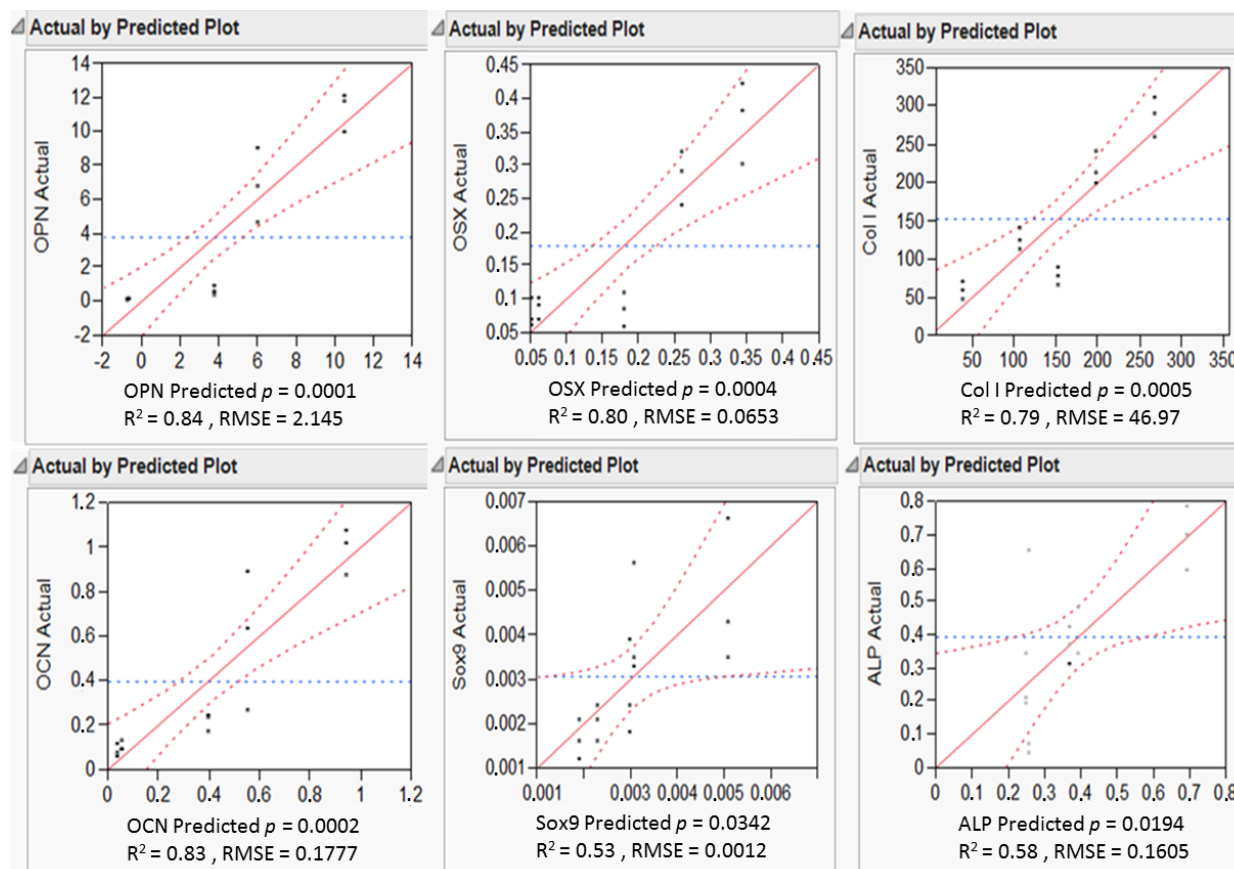 Actual by Predicted Plot
14
12
10
8
6
4
2
0
-2
OPN Actual
-2 0 2 4 6 8 10 12 14
OPN Predicted p = 0.0001
R² = 0.84 , RMSE = 2.145
Actual by Predicted Plot
0.45
0.4
0.35
0.3
0.25
0.2
0.15
0.1
0.05
OSX Actual
0.05 0.1 0.15 0.2 0.25 0.3 0.35 0.4 0.45
OSX Predicted p = 0.0004
R² = 0.80 , RMSE = 0.0653
Actual by Predicted Plot
350
300
250
200
150
100
50
0
Col I Actual
50 100 150 200 250 300 350
Col I Predicted p = 0.0005
R² = 0.79 , RMSE = 46.97
Actual by Predicted Plot
1.2
1
0.8
0.6
0.4
0.2
0
OCN Actual
0 0.2 0.4 0.6 0.8 1 1.2
OCN Predicted p = 0.0002
R² = 0.83 , RMSE = 0.1777
Actual by Predicted Plot
0.007
0.006
0.005
0.004
0.003
0.002
0.001
Sox9 Actual
0.001 0.003 0.004 0.005 0.006
Sox9 Predicted p = 0.0342
R² = 0.53 , RMSE = 0.0012
Actual by Predicted Plot
0.8
0.7
0.6
0.5
0.4
0.3
0.2
0.1
0
ALP Actual
0 0.1 0.2 0.3 0.4 0.5 0.6 0.7 0.8
ALP Predicted p = 0.0194
R² = 0.58 , RMSE = 0.1605